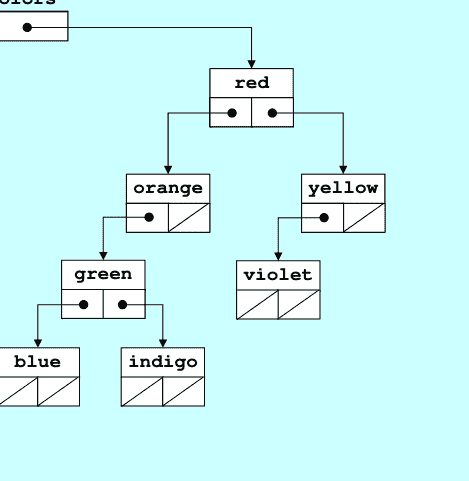 red
orange
yellow
green
violet
blue
indigo